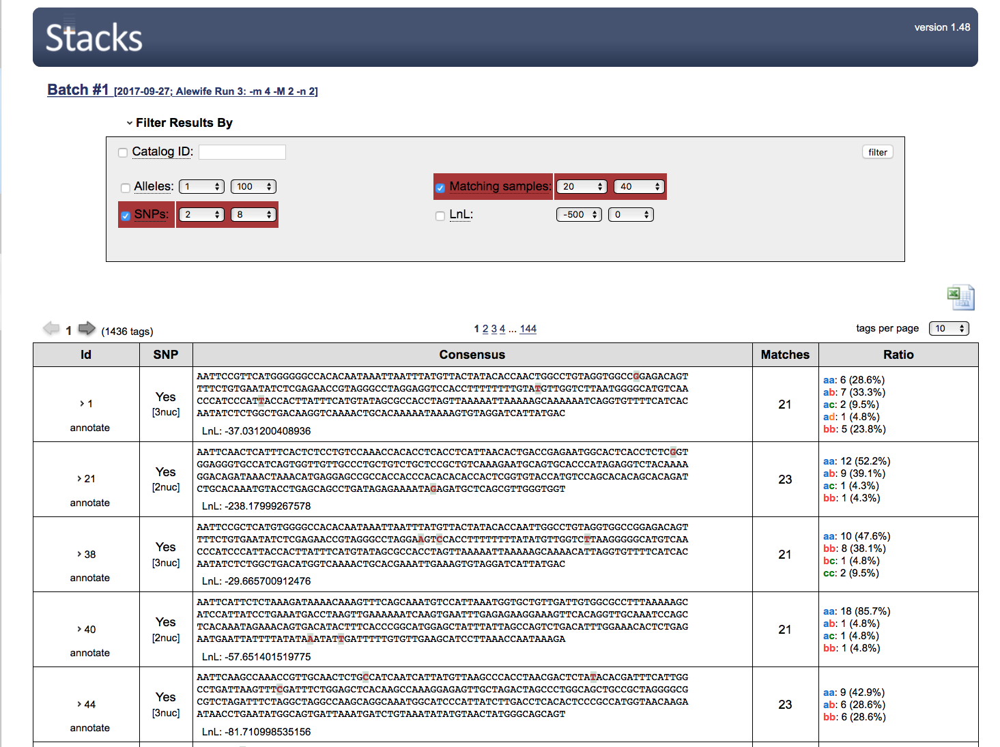 Stacks
version 1.48
Batch #1 [2017-09-27; Alewife Run 3: -m 4 -M 2 -n 2]
Filter Results By
Catalog ID:
filter
Alleles: 1 100
Matching samples: 20 40
SNPs: 2 8
LnL: -500 0
1 (1436 tags)
1 2 3 4 ... 144
tags per page 10
Id SNP Consensus Matches Ratio
1
annotate
Yes
[3nuc]
AATTCCGTTCATGGGGGGCCACACAATAAATTAATTTATGTTACTATACACCAACTGGCCTGTAGGTGGCCGGAGACAGT
TTTCTGTGAATATCTCGAGAACCGTAGGGCCTAGGAGGTCCACCTTTTTTTTGTATGTTGGTCTTAATGGGGCATGTCAA
CCCATCCCATTACCACTTATTTCATGTATAGCGCCACCTAGTTAAAAATTAAAAAGCAAAAAATCAGGTGTTTTCATCAC
AATATCTCTGGCTGACAAGGTCAAAACTGCACAAAAATAAAAGTGTAGGATCATTATGAC
LnL: -37.031200408936
21
aa: 6 (28.6%)
ab: 7 (33.3%)
ac: 2 (9.5%)
ad: 1 (4.8%)
bb: 5 (23.8%)
21
annotate
Yes
[2nuc]
AATTCAACTCATTTCACTCTCCTGTCCAAACCACACCTCACCTCATTAACACTGACCGAGAATGGCACTCACCTCTCGGT
GGAGGGTGCCATCAGTGGTTGTTGCCCTGCTGTCTGCTCCGCTGTCAAAGAATGCAGTGCACCCATAGAGGTCTACAAAA
GGACAGATAAACTAAACATGAGGAGCCGCCACCACCCACACACACCACTCGGTGTACCATGTCCAGCACACAGCACAGAT
CTGCACAAATGTACCTGAGCAGCCTGATAGAGAAAATAGAGATGCTCAGCGTTGGGTGGT
LnL: -238.17999267578
23
aa: 12 (52.2%)
ab: 9 (39.1%)
ac: 1 (4.3%)
bb: 1 (4.3%)
38
annotate
Yes
[3nuc]
AATTCCGCTCATGTGGGGCCACACAATAAATTAATTTATGTTACTATACACCAATTGGCCTGTAGGTGGCCGGAGACAGT
TTTCTGTGAATATCTCGAGAACCGTAGGGCCTAGGAAGTCCACCTTTTTTTTATATGTTGGTCTTAAGGGGGCATGTCAA
CCCATCCCATTACCACTTATTTCATGTATAGCGCCACCTAGTTAAAAATTAAAAAGCAAAACATTAGGTGTTTTCATCAC
AATATCTCTGGCTGACATGGTCAAAACTGCACGAAATTGAAAGTGTAGGATCATTATGAC
LnL: -29.665700912476
21
aa: 10 (47.6%)
bb: 8 (38.1%)
bc: 1 (4.8%)
cc: 2 (9.5%)
40
annotate
Yes
[2nuc]
AATTCATTCTCTAAAGATAAAACAAAGTTTCAGCAAATGTCCATTAAATGGTGCTGTTGATTGTGGCGCCTTTAAAAAGC
ATCCATTATCCTGAAATGACCTAAGTTGAAAAAATCAAGTGAATTTGAGAGAAGGAAAGTTCACAGGTTGCAAATCCAGC
TCACAAATAGAAACAGTGACATACTTTCACCCGGCATGGAGCTATTTATTAGCCAGTCTGACATTTGGAAACACTCTGAG
AATGAATTATTTTATATAAATATTGATTTTTGTGTTGAAGCATCCTTAAACCAATAAAGA
LnL: -57.651401519775
21
aa: 18 (85.7%)
ab: 1 (4.8%)
ac: 1 (4.8%)
bb: 1 (4.8%)
44
annotate
Yes
[3nuc]
AATTCAAGCCAAACCGTTGCAACTCTGCCATCAATCATTATGTTAAGCCCACCTAACGACTCTATACACGATTTCATTGG
CCTGATTAAGTTTCGATTTCTGGAGCTCACAAGCCAAAGGAGAGTTGCTAGACTAGCCCTGGCAGCTGCCGCTAGGGGCG
CGTCTAGATTTCTAGGCTAGGCCAAGCAGGCAAATGGCATCCCATTATCTTGACCTCACACTCCCGCCATGGTAACAAGA
ATAACCTGAATATGGCAGTGATTAAATGATCTGTAAATATATGTAACTATGGGCAGCAGT
LnL: -81.710998535156
23
aa: 9 (42.9%)
ab: 6 (28.6%)
bb: 6 (28.6%)